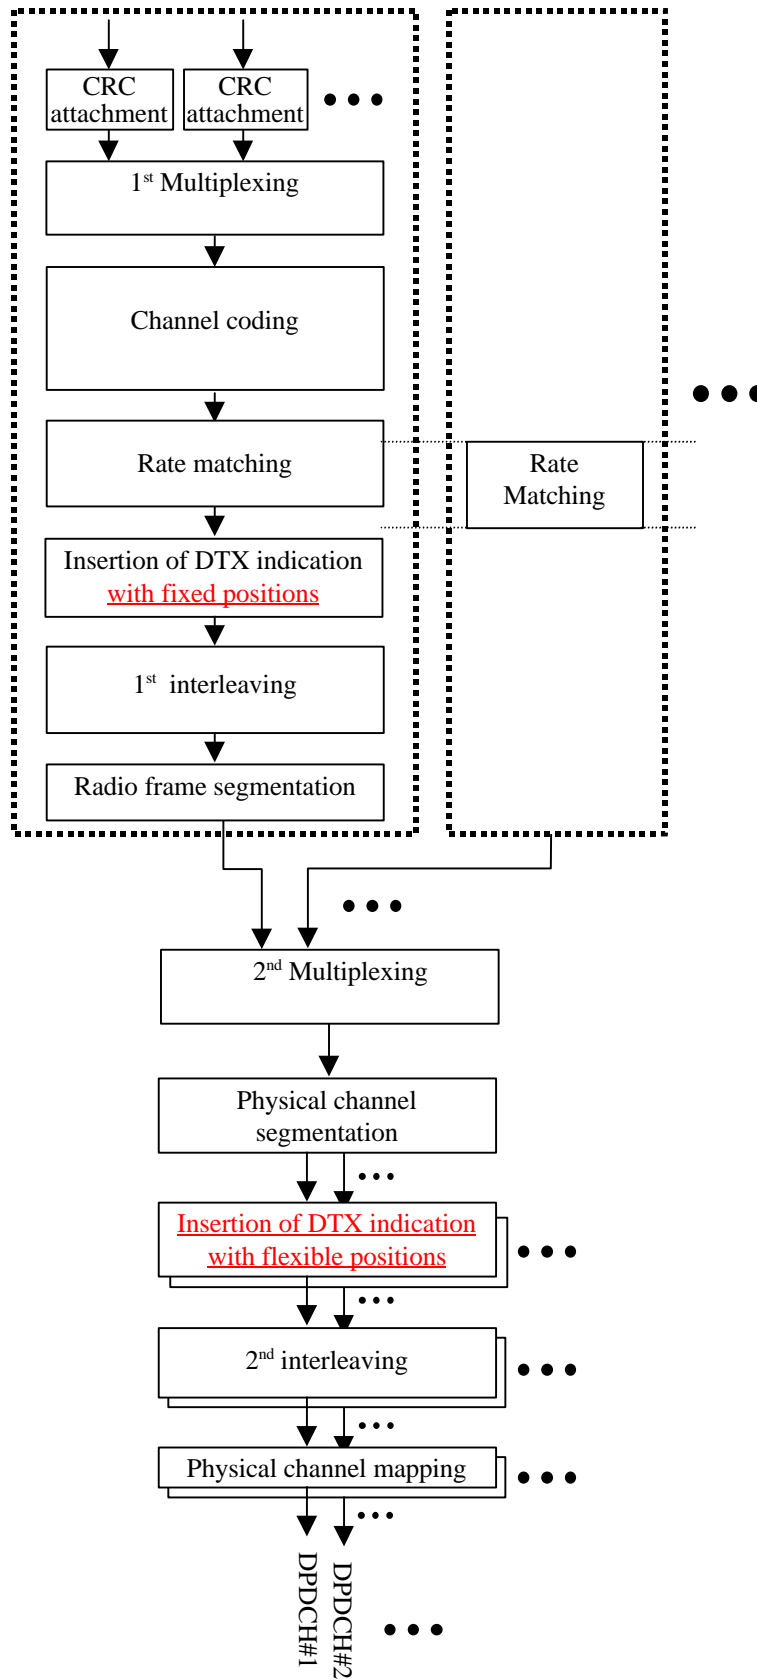 CRC
attachment
CRC
attachment
1st Multiplexing
Channel coding
Rate matching
Rate
Matching
Insertion of DTX indication
with fixed positions
1st interleaving
Radio frame segmentation
2nd Multiplexing
Physical channel
segmentation
Insertion of DTX indication
with flexible positions
2nd interleaving
Physical channel mapping
DPDCH#1
DPDCH#2